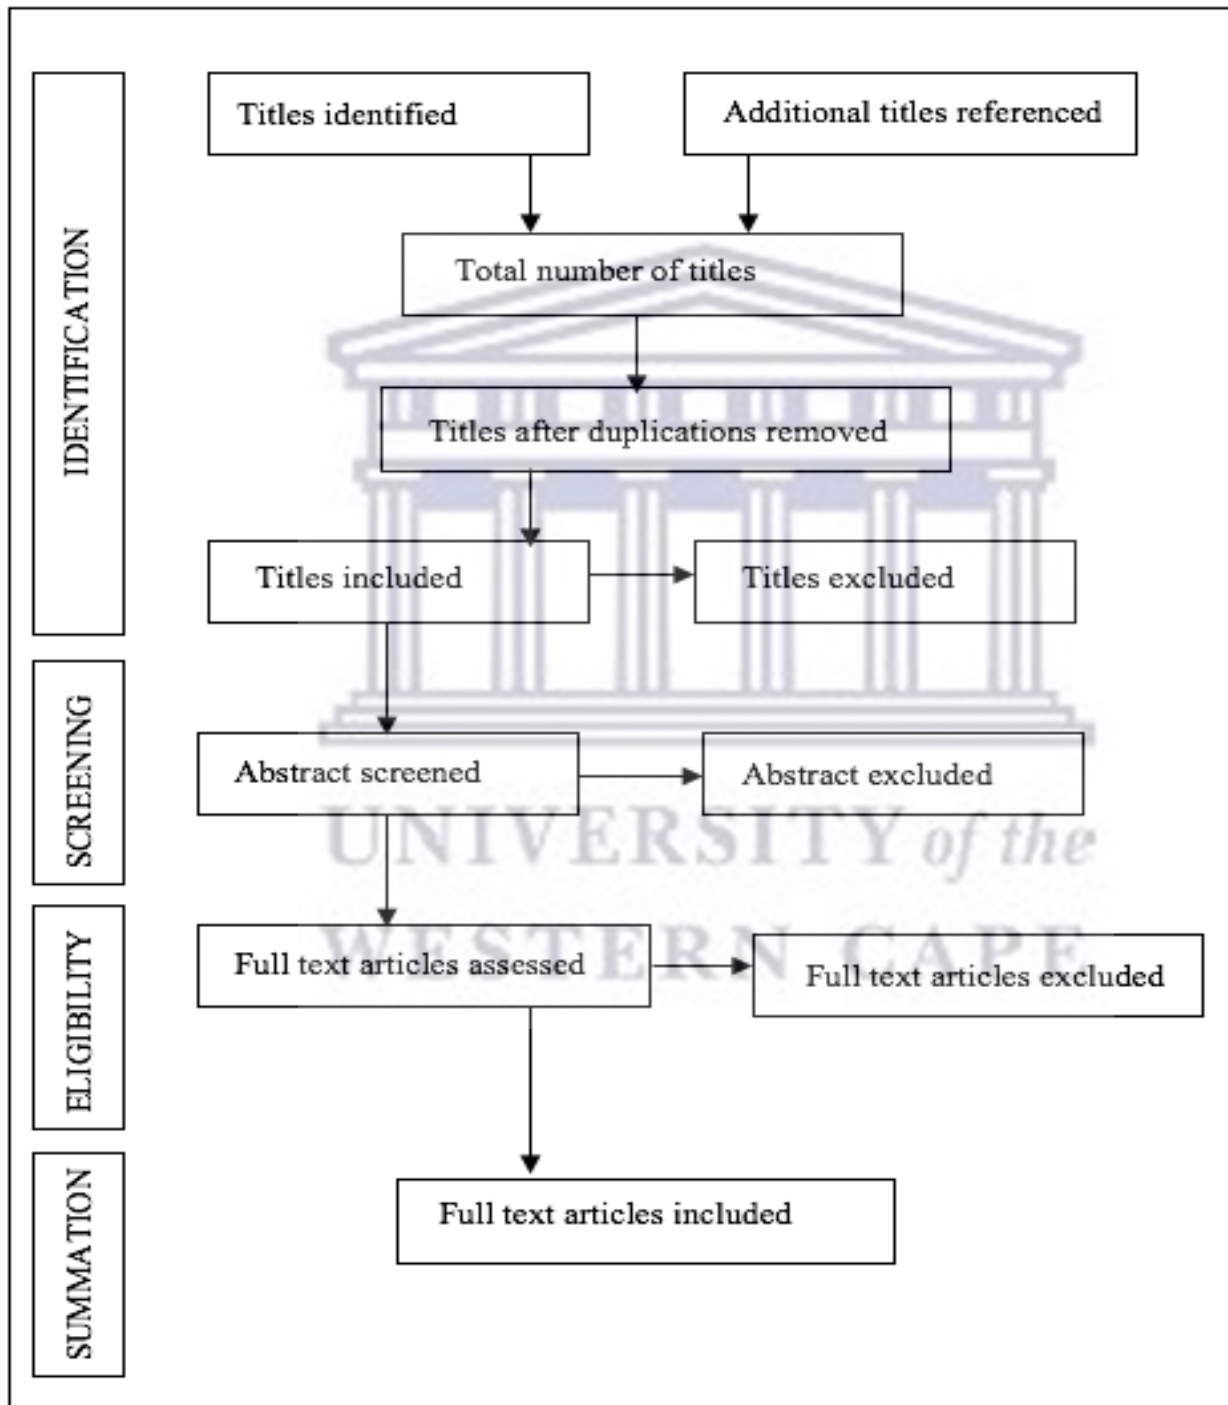 IDENTIFICATION
Titles identified
Additional titles referenced
Total number of titles
Titles after duplications removed
Titles included
Titles excluded
SCREENING
Abstract screened
Abstract excluded
UNIVERSITY of the
WESTERN CAPE
ELIGIBILITY
Full text articles assessed
Full text articles excluded
SUMMATION
Full text articles included